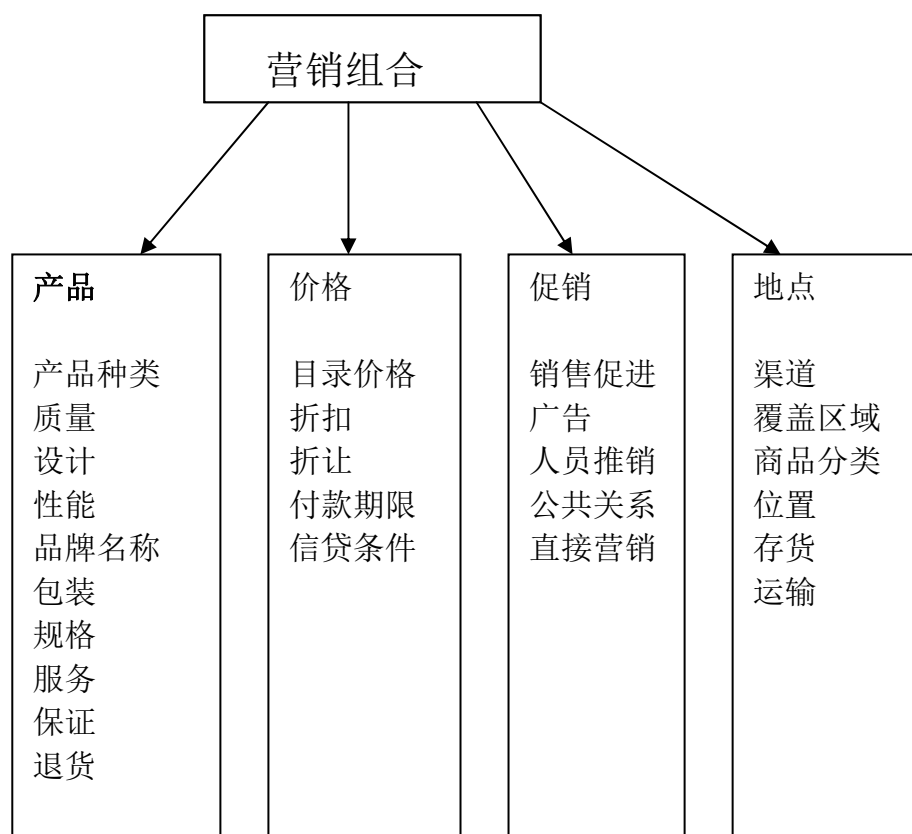 营销组合
产品
产品种类
质量
设计
性能
品牌名称
包装
规格
服务
保证
退货
价格
目录价格
折扣
折让
付款期限
信贷条件
促销
销售促进
广告
人员推销
公共关系
直接营销
地点
渠道
覆盖区域
商品分类
位置
存货
运输